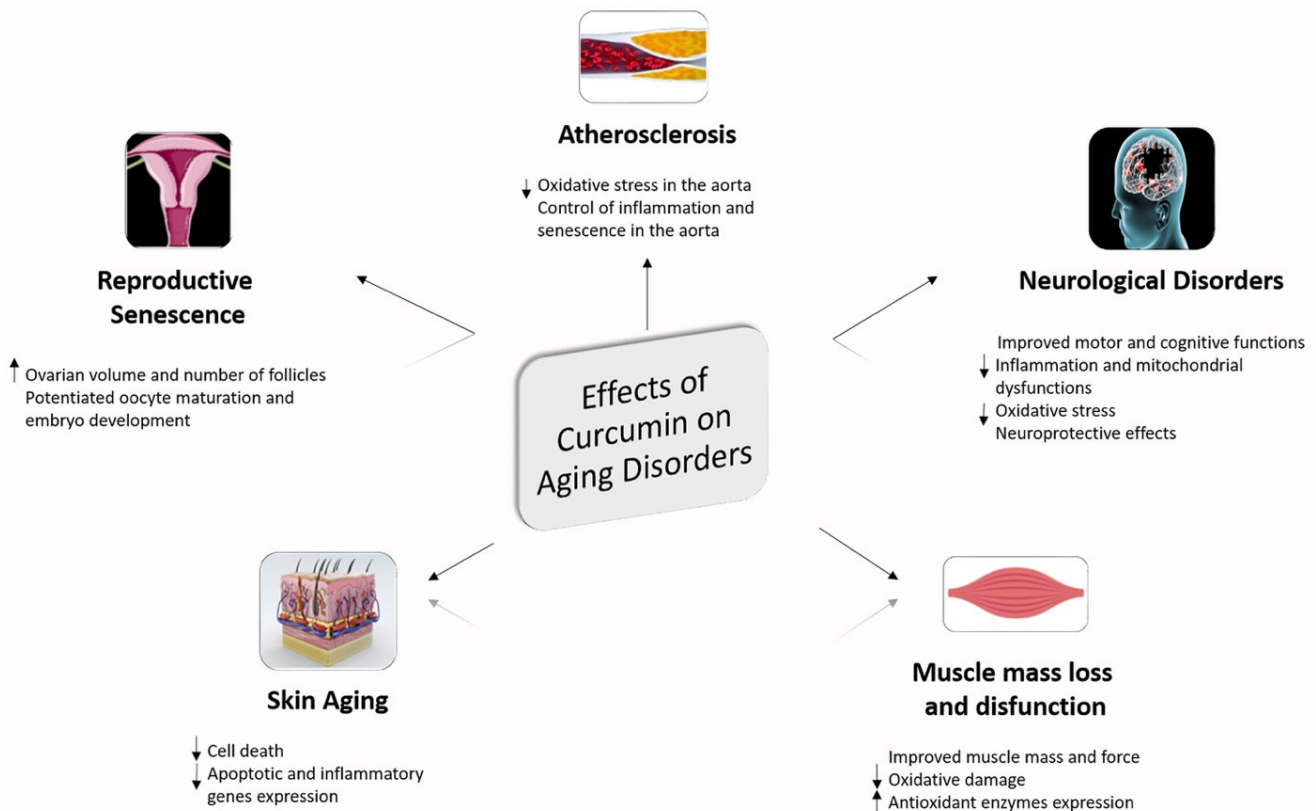 Atherosclerosis
↓ Oxidative stress in the aorta
Control of inflammation and
senescence in the aorta
Reproductive
Senescence
↑ Ovarian volume and number of follicles
Potentiated oocyte maturation and
embryo development
Neurological Disorders
Improved motor and cognitive functions
↓ Inflammation and mitochondrial
dysfunctions
↓ Oxidative stress
Neuroprotective effects
Effects of
Curcumin on
Aging Disorders
Skin Aging
↓ Cell death
↓ Apoptotic and inflammatory
genes expression
Muscle mass loss
and disfunction
Improved muscle mass and force
↓ Oxidative damage
↑ Antioxidant enzymes expression